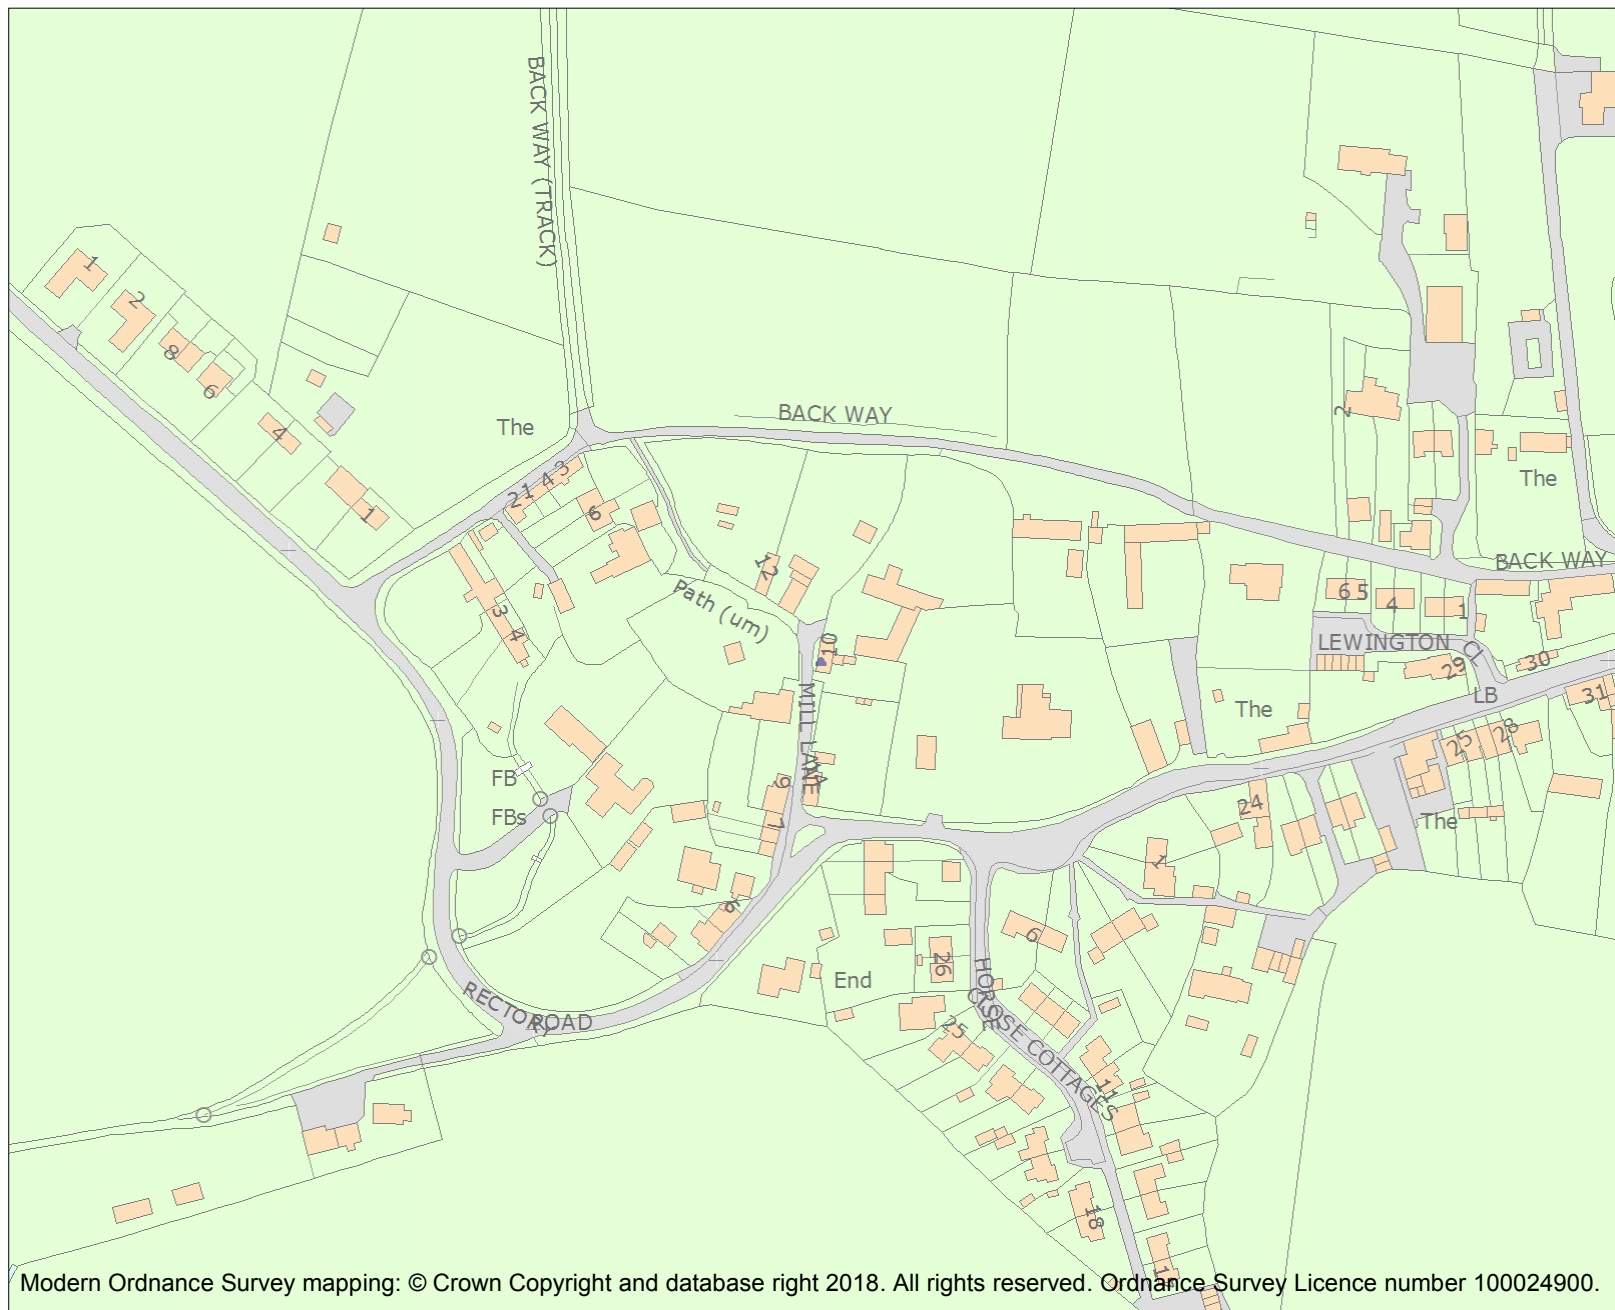 BACK WAY (TRACK)
1
2
8
6
4
1
The
BACK WAY
2 1 4 3
6
3
4
12
Path (um)
10
MILL LANE
FB
FBs
9
7
6
2
The
BACK WAY
6 5
4
1
LEWINGTON CL
29
30
LB
31
The
25
28
The
24
1
End
26
6
HORSE
CLOSE COTTAGES
25
11
18
RECTORY ROAD
Modern Ordnance Survey mapping: © Crown Copyright and database right 2018. All rights reserved. Ordnance Survey Licence number 100024900.